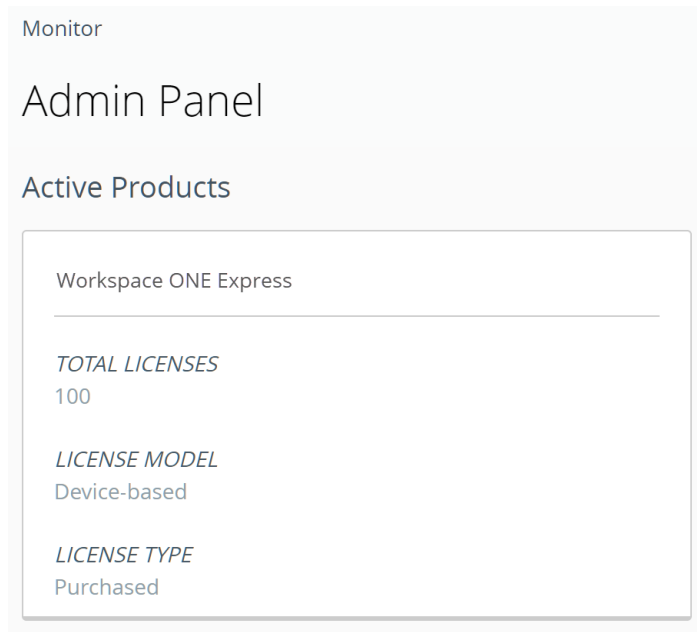 Monitor
Admin Panel
Active Products
Workspace ONE Express
TOTAL LICENSES
100
LICENSE MODEL
Device-based
LICENSE TYPE
Purchased